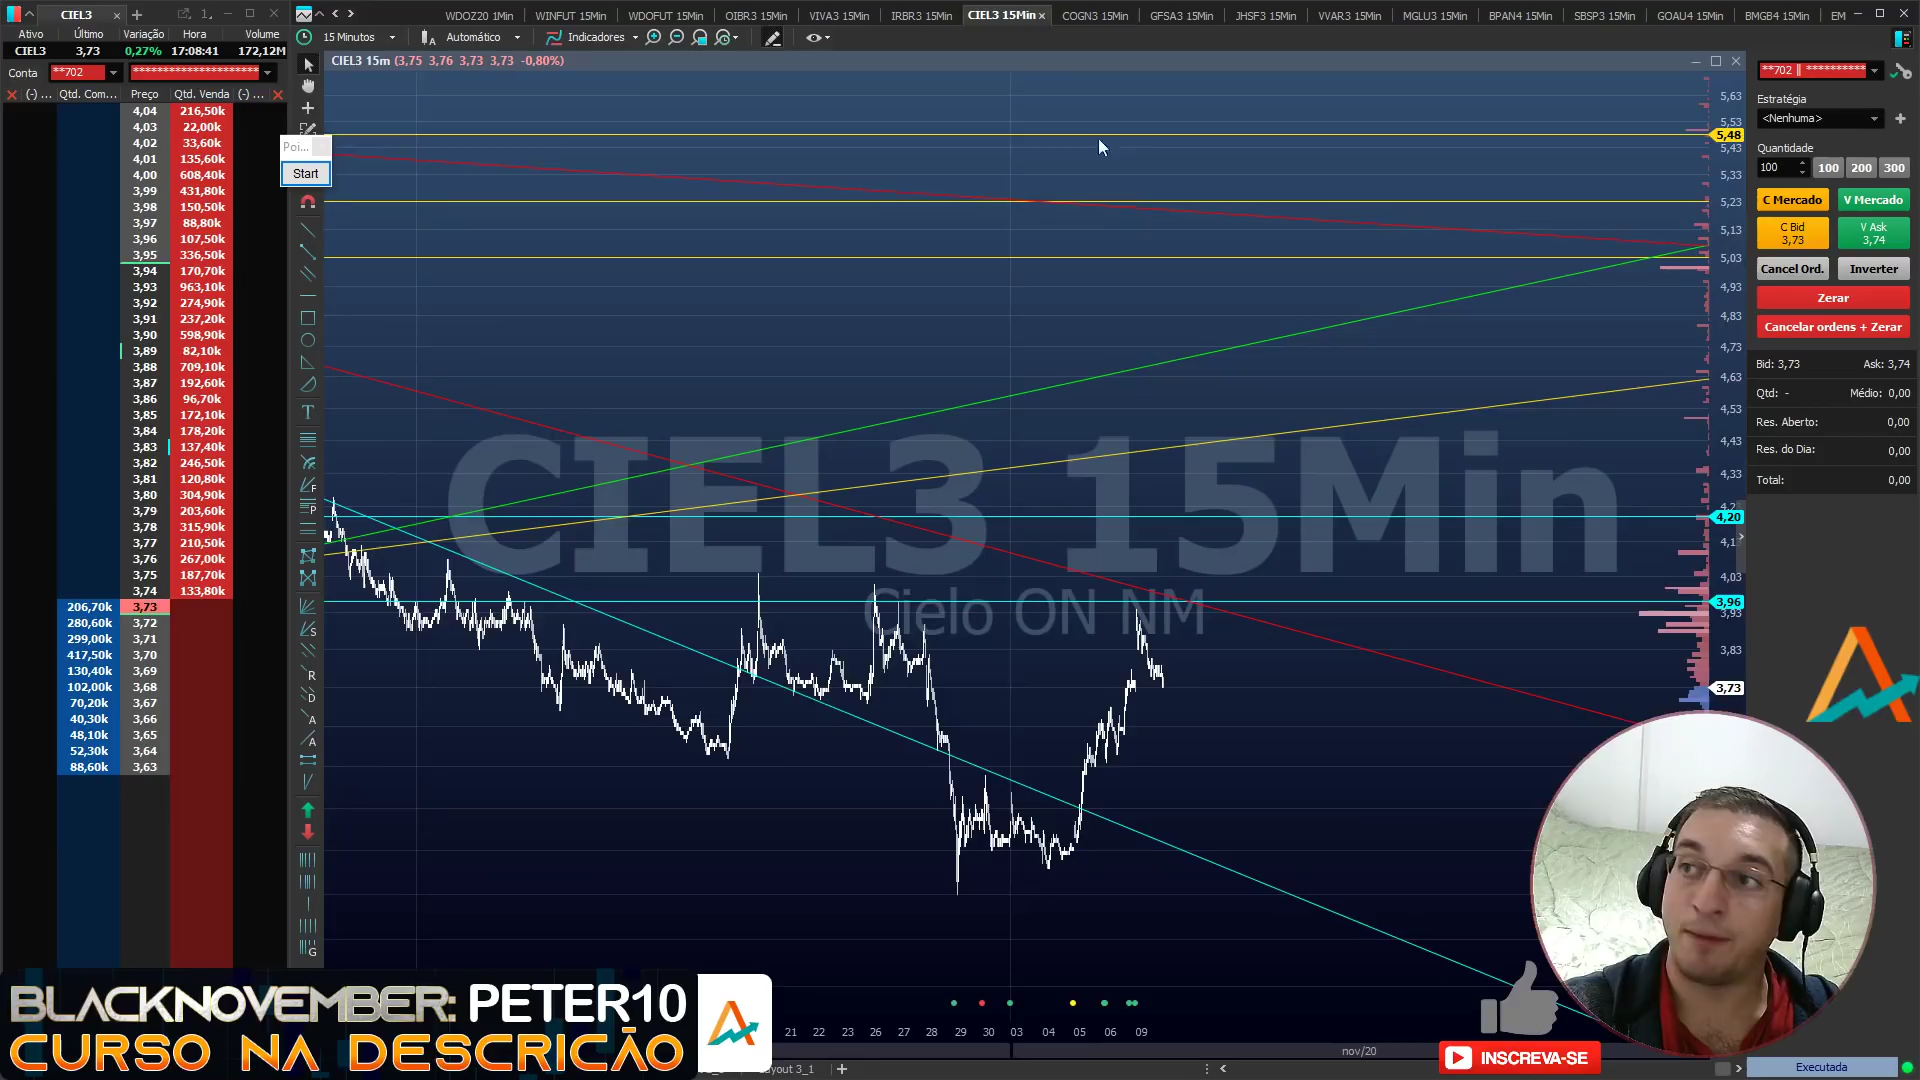 CIEL3
1
WDOZ20 1Min
WINFUT 15Min
WDOFUT 15Min
OIBR3 15Min
VIVA3 15Min
IRBR3 15Min
CIEL3 15Min
COGN3 15Min
GFSA3 15Min
JHSF3 15Min
VVAR3 15Min
MGLU3 15Min
BPAN4 15Min
SBSP3 15Min
GOAU4 15Min
BMGB4 15Min
EM
Ativo Último Variação Hora Volume
CIEL3 3,73 0,27% 17:08:41 172,12M
Conta **702 *********************
(-) ... Qtd. Com... Preço Qtd. Venda (-) ...
15 Minutos
Automático
Indicadores
CIEL3 15m (3,75 3,76 3,73 3,73 -0,80%)
4,04 216,50k
4,03 22,00k
4,02 33,60k
4,01 135,60k
4,00 608,40k
3,99 431,80k
3,98 150,50k
3,97 88,80k
3,96 107,50k
3,95 336,50k
3,94 170,70k
3,93 963,10k
3,92 274,90k
3,91 237,20k
3,90 598,90k
3,89 82,10k
3,88 709,10k
3,87 192,60k
3,86 96,70k
3,85 172,10k
3,84 178,20k
3,83 137,40k
3,82 246,50k
3,81 120,80k
3,80 304,90k
3,79 203,60k
3,78 315,90k
3,77 210,50k
3,76 267,00k
3,75 187,70k
3,74 133,80k
206,70k 3,73
280,60k 3,72
299,00k 3,71
417,50k 3,70
130,40k 3,69
102,00k 3,68
70,20k 3,67
40,30k 3,66
48,10k 3,65
52,30k 3,64
88,60k 3,63
Poi...
Start
T
F
P
S
R
D
A
A
G
CIEL3 15Min
Cielo ON NM
5,63
5,53
5,48
5,43
5,33
5,23
5,13
5,03
4,93
4,83
4,73
4,63
4,53
4,43
4,33
4,20
4,1
4,03
3,96
3,93
3,83
3,73
**702 || **********
Estratégia
<Nenhuma>
Quantidade
100 100 200 300
C Mercado V Mercado
C Bid 3,73
V Ask 3,74
Cancel Ord. Inverter
Zerar
Cancelar ordens + Zerar
Bid: 3,73 Ask: 3,74
Qtd: - Médio: 0,00
Res. Aberto: 0,00
Res. do Dia: 0,00
Total: 0,00
21 22 23 26 27 28 29 30 03 04 05 06 09
nov/20
BLACKNOVEMBER: PETER10
CURSO NA DESCRICÃO
INSCREVA-SE
Layout 3_1
Executada